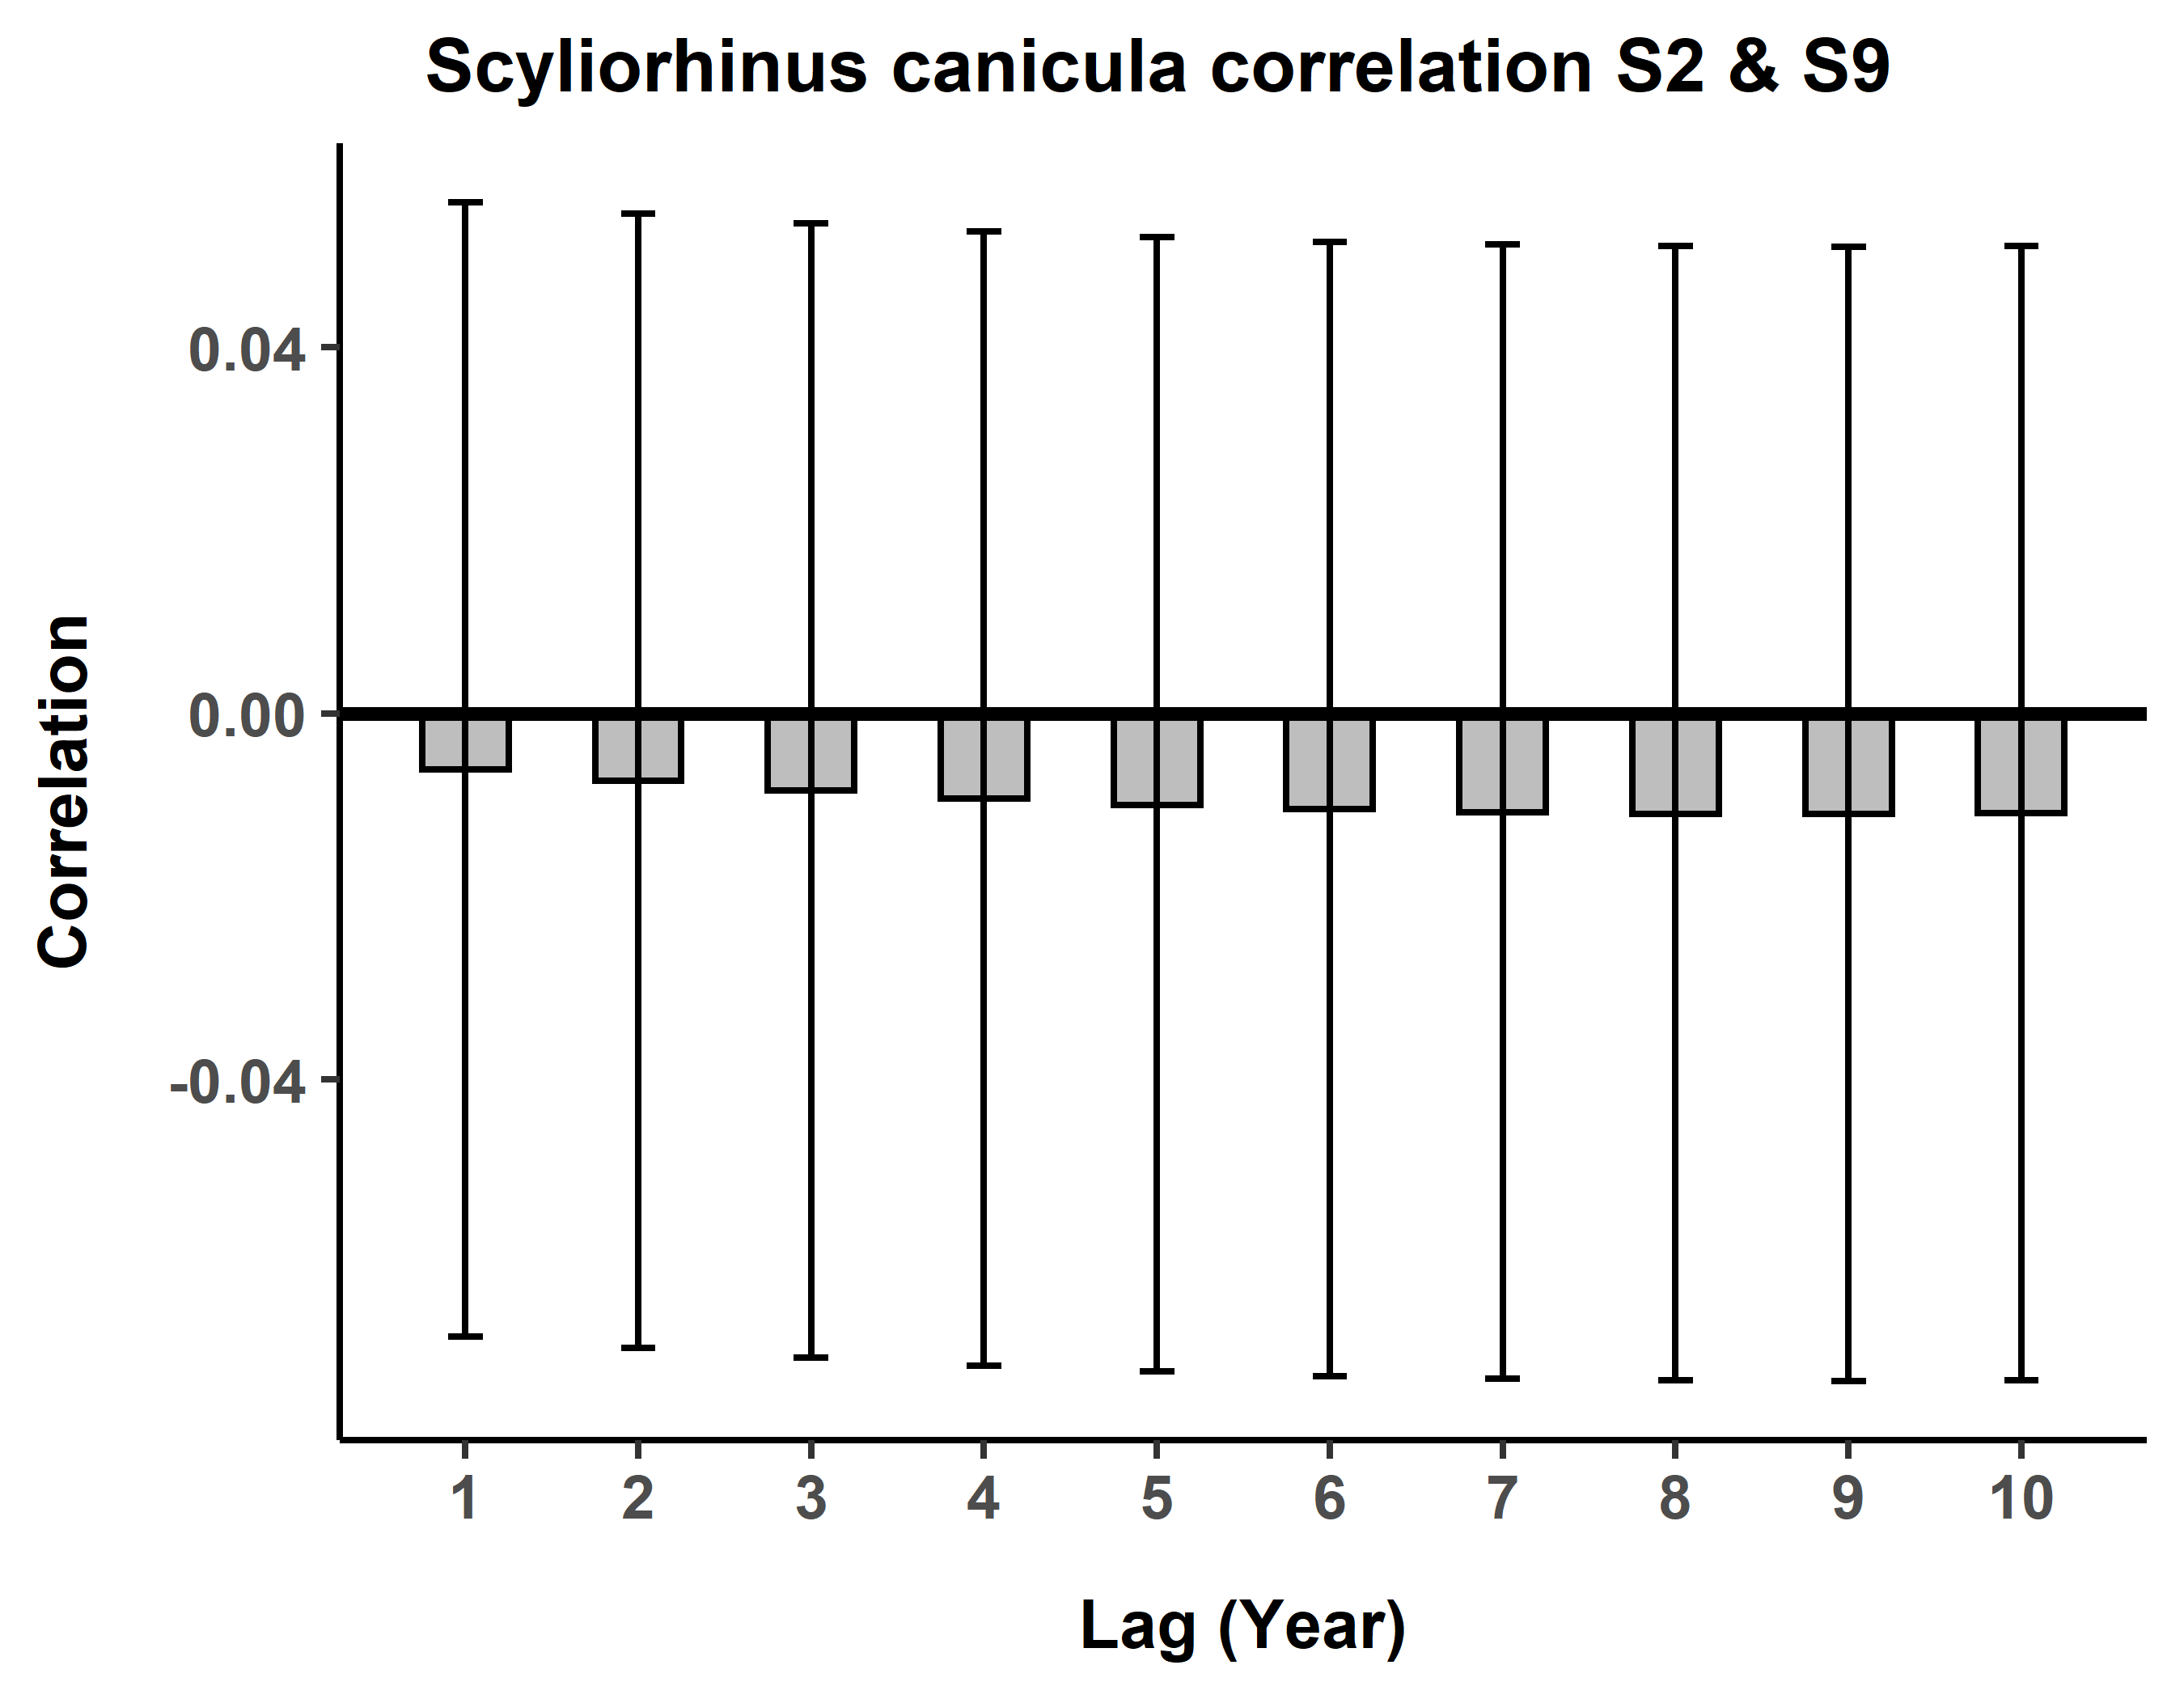 Scyliorhinus canicula correlation S2 & S9
Correlation
0.04
0.00
-0.04
1 2 3 4 5 6 7 8 9 10
Lag (Year)